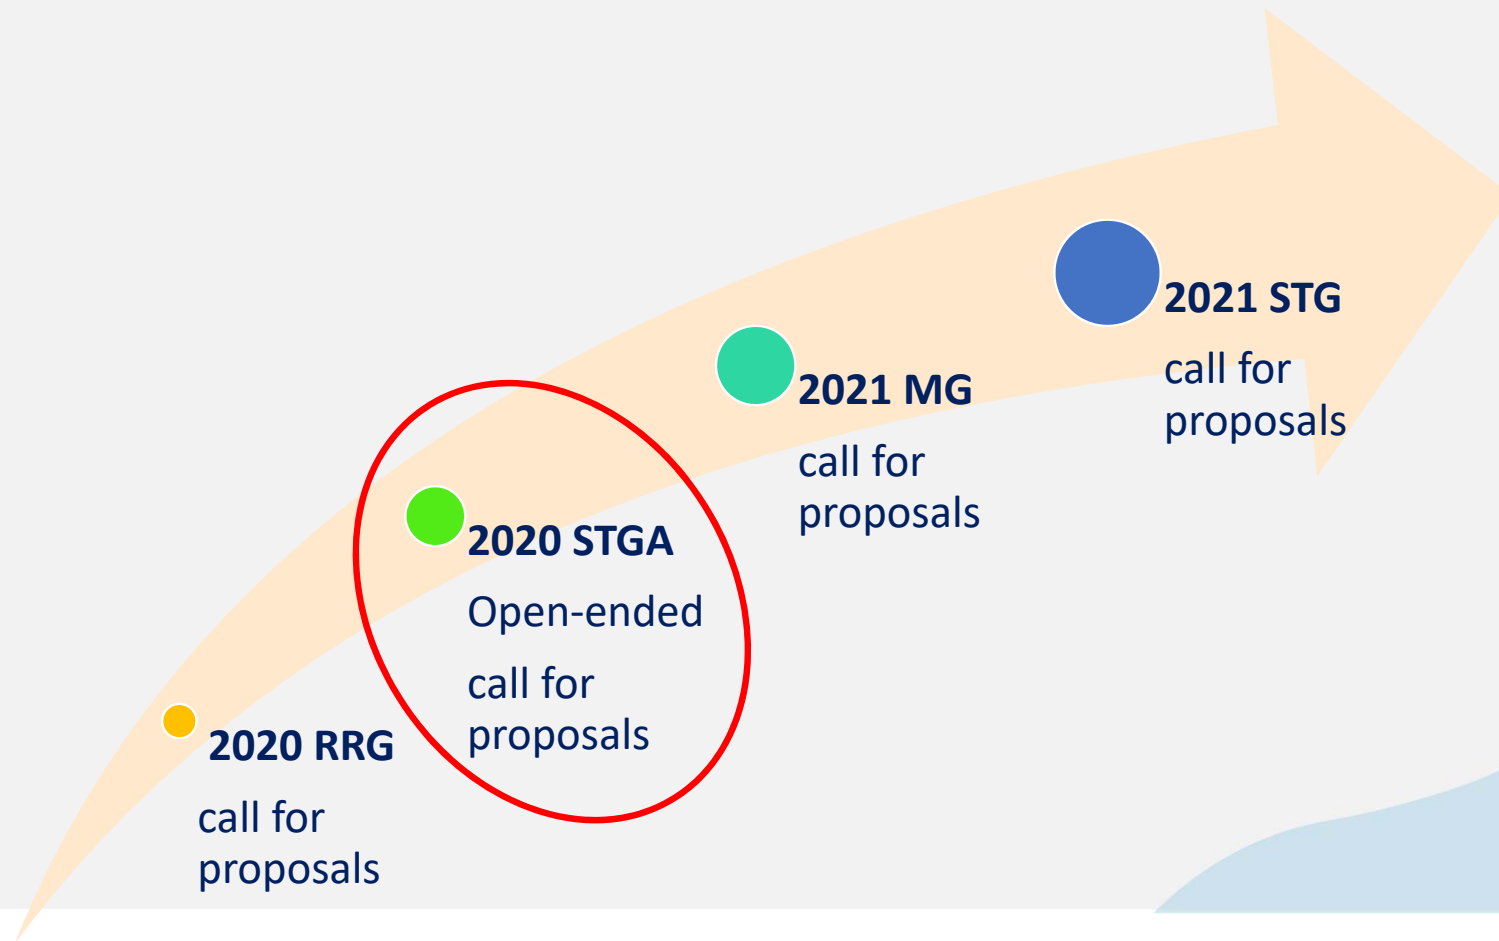 2020 RRG
call for
proposals
2020 STGA
Open-ended
call for
proposals
2021 MG
call for
proposals
2021 STG
call for
proposals